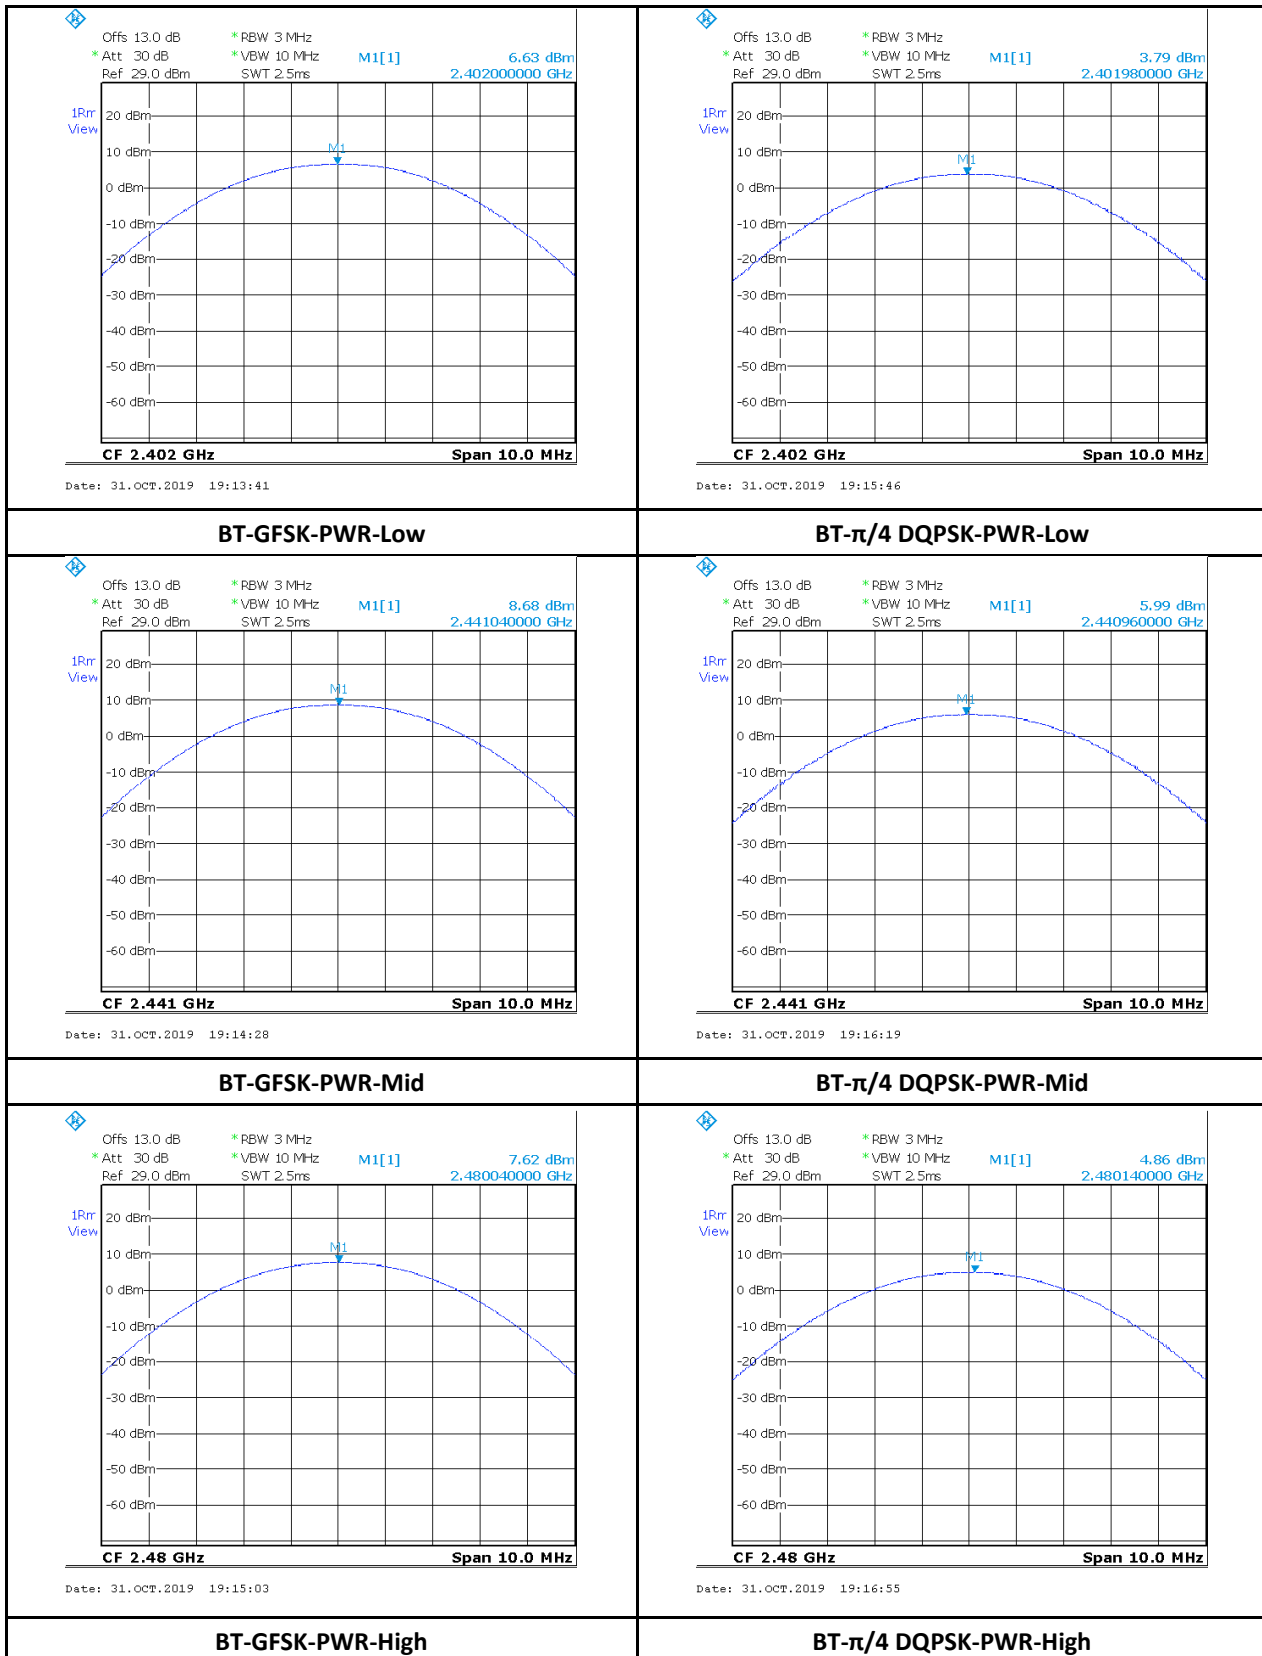 Offs 13.0 dB *RBW 3 MHz
*Att 30 dB *VBW 10 MHz M1[1] 6.63 dBm
Ref 29.0 dBm SWT 2.5ms 2.402000000 GHz
1Rm
View
20 dBm
M1
10 dBm
0 dBm
-10 dBm
-20 dBm
-30 dBm
-40 dBm
-50 dBm
-60 dBm
CF 2.402 GHz Span 10.0 MHz
Date: 31.OCT.2019 19:13:41
BT-GFSK-PWR-Low
Offs 13.0 dB *RBW 3 MHz
*Att 30 dB *VBW 10 MHz M1[1] 3.79 dBm
Ref 29.0 dBm SWT 2.5ms 2.401980000 GHz
1Rm
View
20 dBm
10 dBm
M1
0 dBm
-10 dBm
-20 dBm
-30 dBm
-40 dBm
-50 dBm
-60 dBm
CF 2.402 GHz Span 10.0 MHz
Date: 31.OCT.2019 19:15:46
BT-π/4 DQPSK-PWR-Low
Offs 13.0 dB *RBW 3 MHz
*Att 30 dB *VBW 10 MHz M1[1] 8.68 dBm
Ref 29.0 dBm SWT 2.5ms 2.441040000 GHz
1Rm
View
20 dBm
M1
10 dBm
0 dBm
-10 dBm
-20 dBm
-30 dBm
-40 dBm
-50 dBm
-60 dBm
CF 2.441 GHz Span 10.0 MHz
Date: 31.OCT.2019 19:14:28
BT-GFSK-PWR-Mid
Offs 13.0 dB *RBW 3 MHz
*Att 30 dB *VBW 10 MHz M1[1] 5.99 dBm
Ref 29.0 dBm SWT 2.5ms 2.440960000 GHz
1Rm
View
20 dBm
10 dBm
M1
0 dBm
-10 dBm
-20 dBm
-30 dBm
-40 dBm
-50 dBm
-60 dBm
CF 2.441 GHz Span 10.0 MHz
Date: 31.OCT.2019 19:16:19
BT-π/4 DQPSK-PWR-Mid
Offs 13.0 dB *RBW 3 MHz
*Att 30 dB *VBW 10 MHz M1[1] 7.62 dBm
Ref 29.0 dBm SWT 2.5ms 2.480040000 GHz
1Rm
View
20 dBm
M1
10 dBm
0 dBm
-10 dBm
-20 dBm
-30 dBm
-40 dBm
-50 dBm
-60 dBm
CF 2.48 GHz Span 10.0 MHz
Date: 31.OCT.2019 19:15:03
BT-GFSK-PWR-High
Offs 13.0 dB *RBW 3 MHz
*Att 30 dB *VBW 10 MHz M1[1] 4.86 dBm
Ref 29.0 dBm SWT 2.5ms 2.480140000 GHz
1Rm
View
20 dBm
10 dBm
M1
0 dBm
-10 dBm
-20 dBm
-30 dBm
-40 dBm
-50 dBm
-60 dBm
CF 2.48 GHz Span 10.0 MHz
Date: 31.OCT.2019 19:16:55
BT-π/4 DQPSK-PWR-High